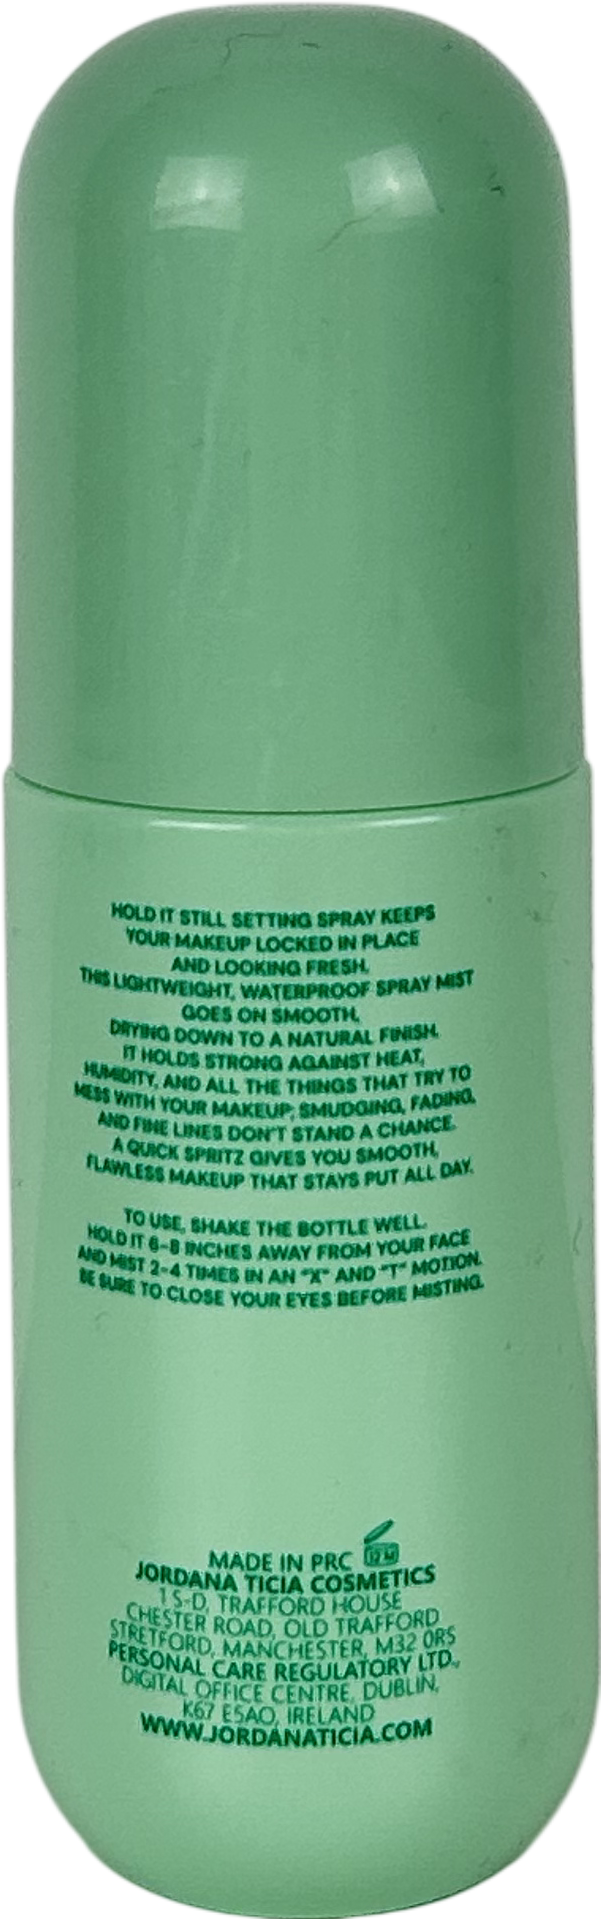 HOLD IT STILL SETTING SPRAY KEEPS
YOUR MAKEUP LOCKED IN PLACE
AND LOOKING FRESH.
THIS LIGHTWEIGHT, WATERPROOF SPRAY MIST
GOES ON SMOOTH,
DRYING DOWN TO A NATURAL FINISH.
IT HOLDS STRONG AGAINST HEAT,
HUMIDITY, AND ALL THE THINGS THAT TRY TO
MESS WITH YOUR MAKEUP; SMUDGING, FADING,
AND FINE LINES DON'T STAND A CHANCE.
A QUICK SPRITZ GIVES YOU SMOOTH,
FLAWLESS MAKEUP THAT STAYS PUT ALL DAY.
TO USE, SHAKE THE BOTTLE WELL.
HOLD IT 6-8 INCHES AWAY FROM YOUR FACE
AND MIST 2-4 TIMES IN AN "X" AND "T" MOTION.
BE SURE TO CLOSE YOUR EYES BEFORE MISTING.
MADE IN PRC 12 M
JORDANA TICIA COSMETICS
1 S-D, TRAFFORD HOUSE
CHESTER ROAD, OLD TRAFFORD
STRETFORD, MANCHESTER, M32 0RS
PERSONAL CARE REGULATORY LTD.,
DIGITAL OFFICE CENTRE, DUBLIN,
K67 E5AO, IRELAND
WWW.JORDANATICIA.COM